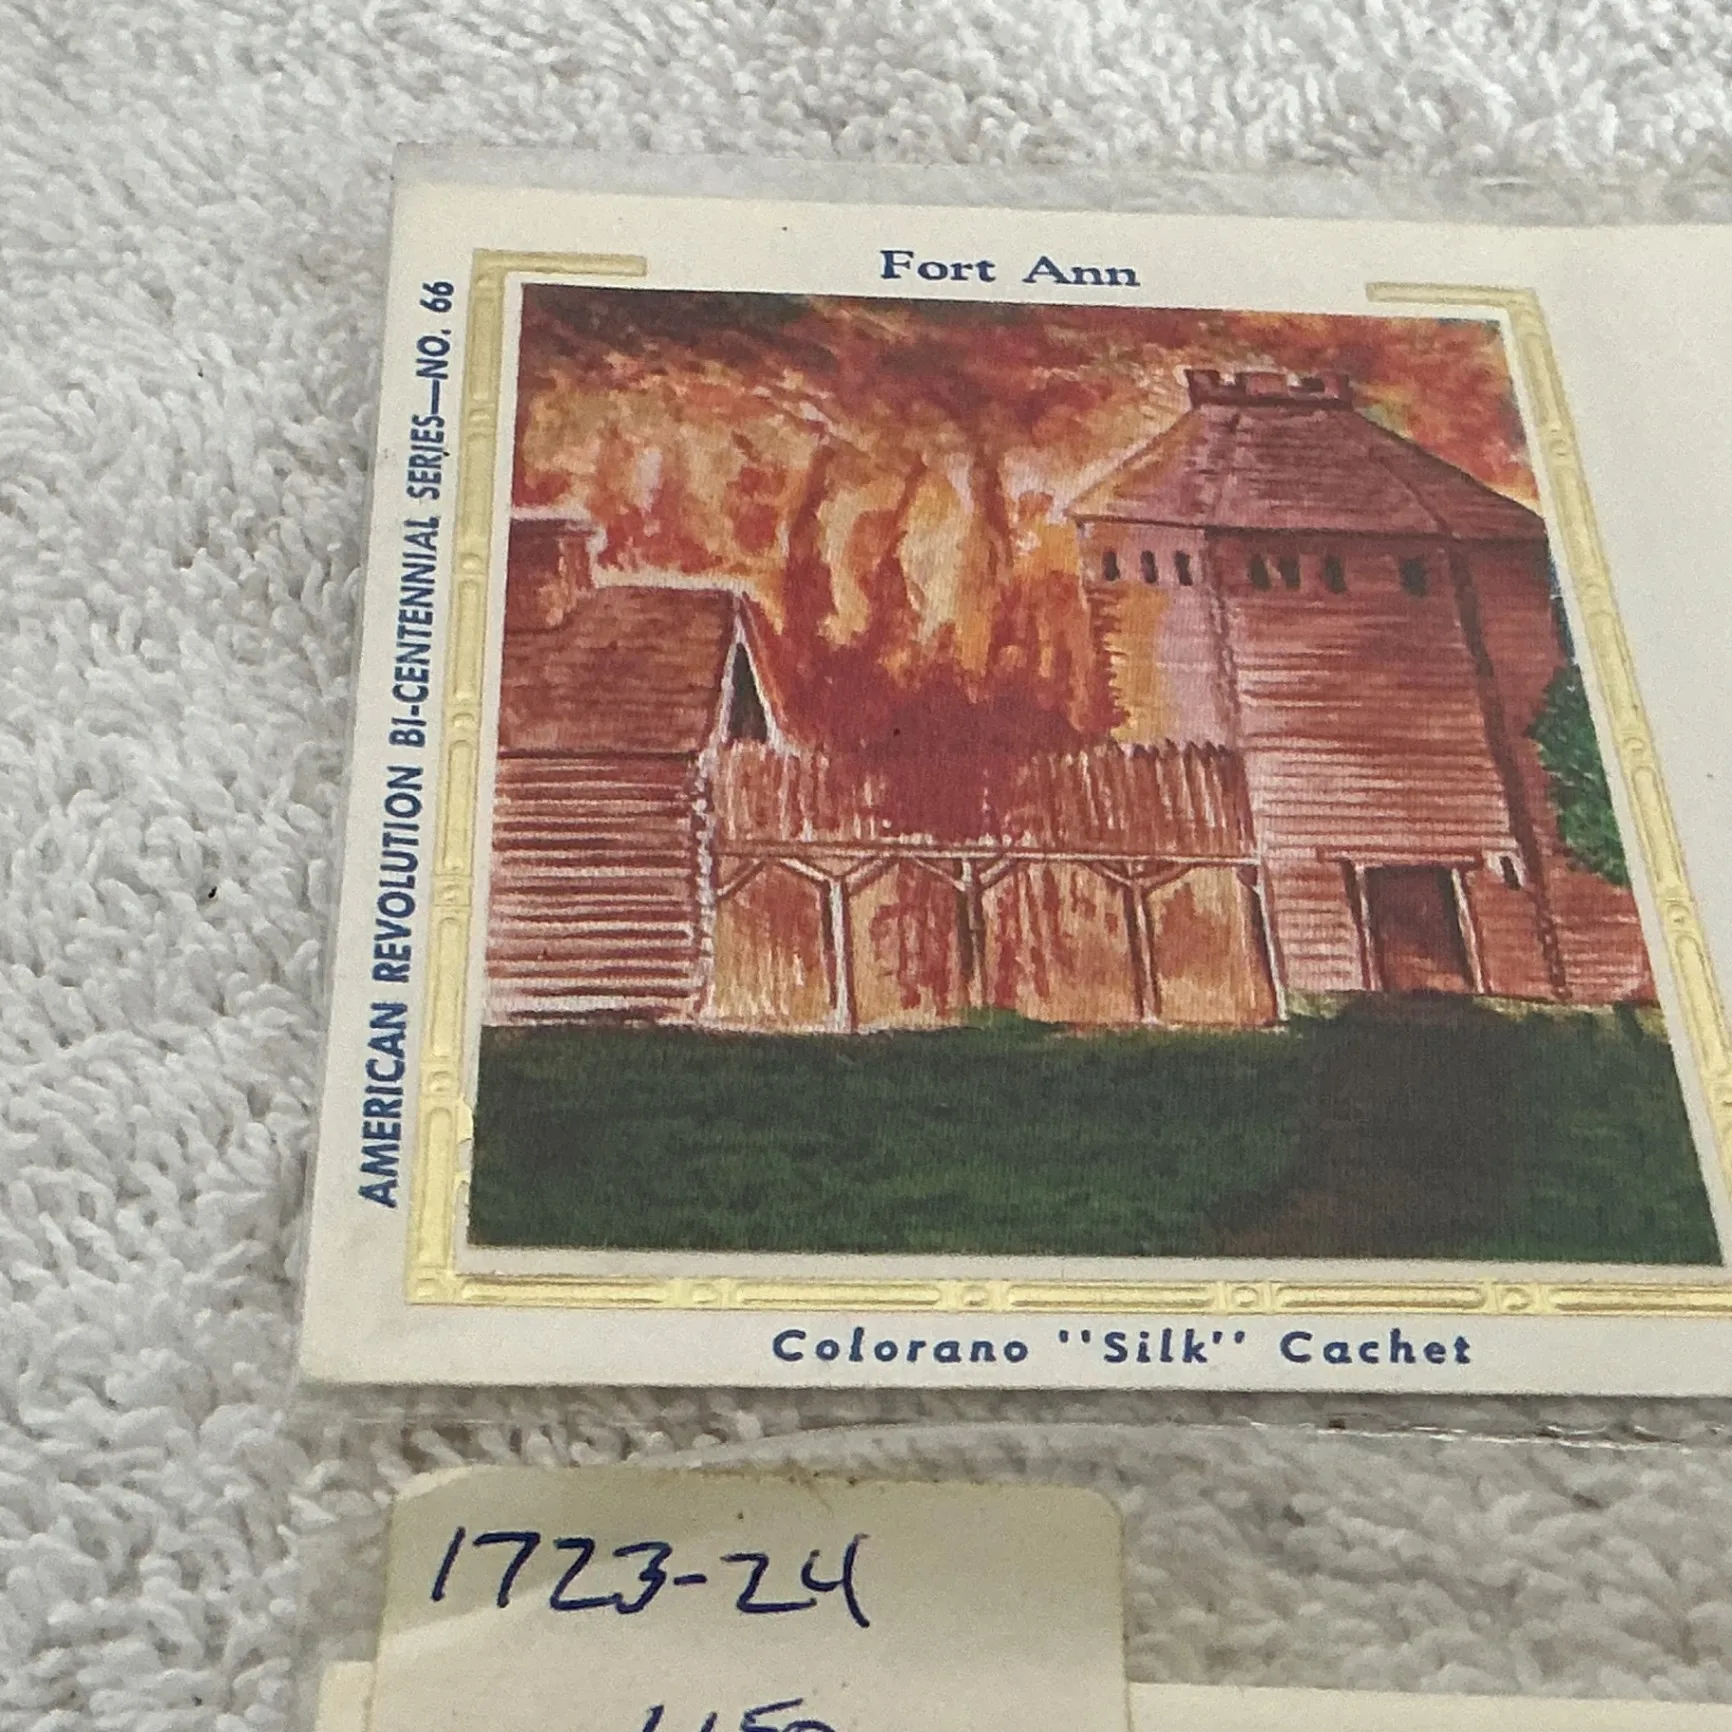 Fort Ann
AMERICAN REVOLUTION BI-CENTENNIAL SERIES—NO. 66
Colorano "Silk" Cachet
1723-24